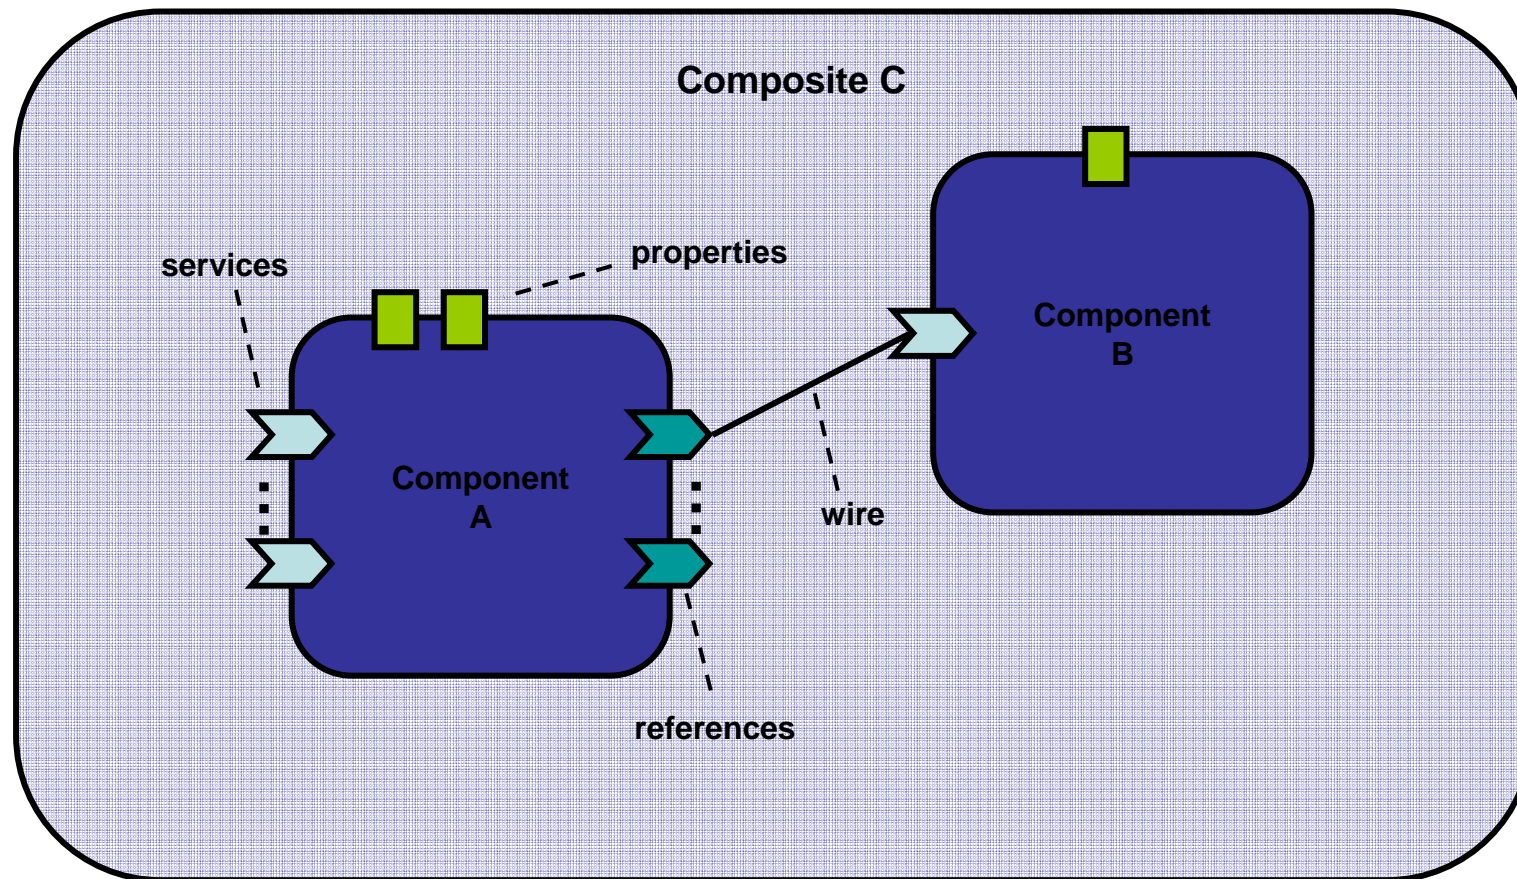 Composite C
services
properties
Component
A
Component
B
wire
references